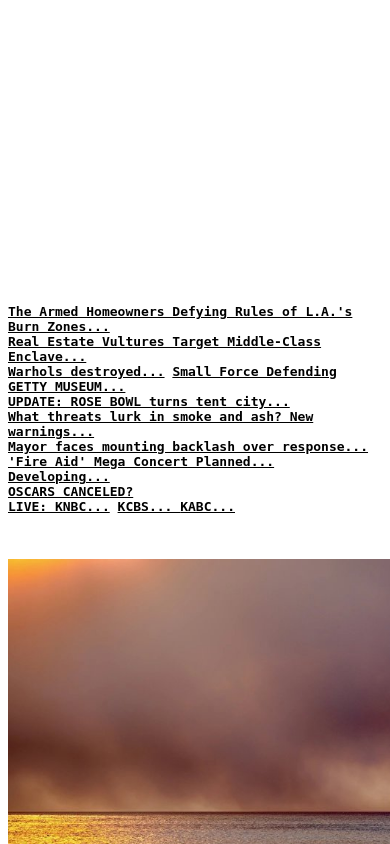 The Armed Homeowners Defying Rules of L.A.'s
Burn Zones...
Real Estate Vultures Target Middle-Class
Enclave...
Warhols destroyed... Small Force Defending
GETTY MUSEUM...
UPDATE: ROSE BOWL turns tent city...
What threats lurk in smoke and ash? New
warnings...
Mayor faces mounting backlash over response...
'Fire Aid' Mega Concert Planned...
Developing...
OSCARS CANCELED?
LIVE: KNBC... KCBS... KABC...